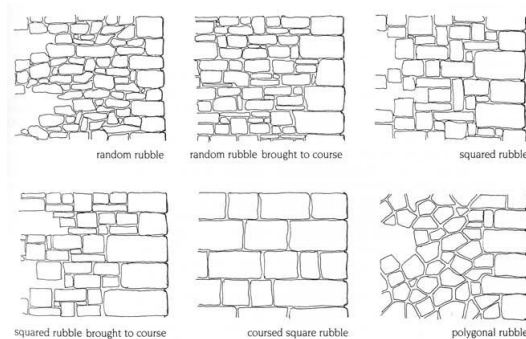 random rubble
random rubble brought to course
squared rubble
squared rubble brought to course
coursed square rubble
polygonal rubble